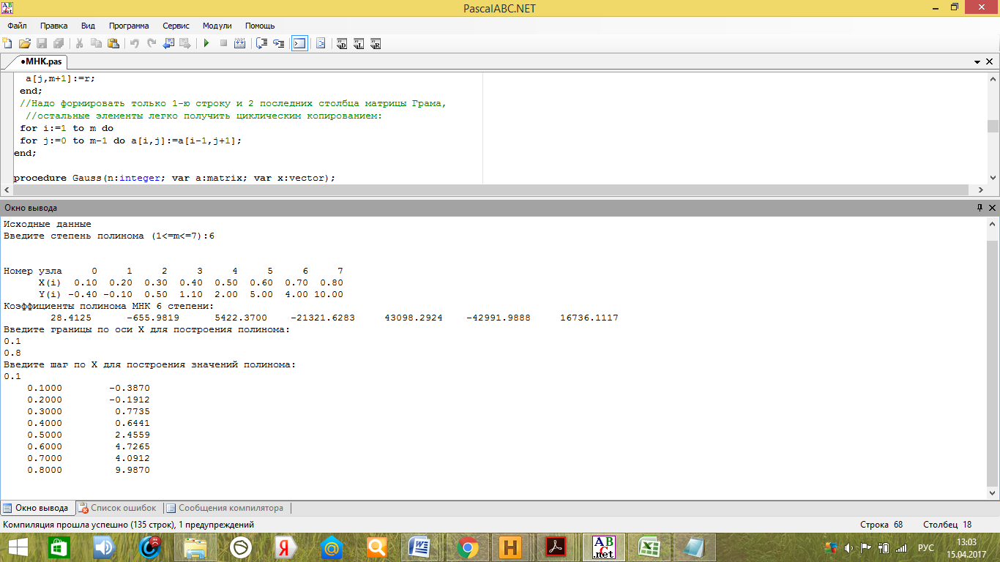 PascalABC.NET
Файл Правка Вид Программа Сервис Модули Помощь
•МНК.pas
a[j,m+1]:=r;
end;
//Надо формировать только 1-ю строку и 2 последних столбца матрицы Грама,
//остальные элементы легко получить циклическим копированием:
for i:=1 to m do
for j:=0 to m-1 do a[i,j]:=a[i-1,j+1];
end;
procedure Gauss(n:integer; var a:matrix; var x:vector);
Окно вывода
Исходные данные
Введите степень полинома (1<=m<=7):6
Номер узла 0 1 2 3 4 5 6 7
X(i) 0.10 0.20 0.30 0.40 0.50 0.60 0.70 0.80
Y(i) -0.40 -0.10 0.50 1.10 2.00 5.00 4.00 10.00
Коэффициенты полинома МНК 6 степени:
28.4125 -655.9819 5422.3700 -21321.6283 43098.2924 -42991.9888 16736.1117
Введите границы по оси X для построения полинома:
0.1
0.8
Введите шаг по X для построения значений полинома:
0.1
0.1000 -0.3870
0.2000 -0.1912
0.3000 0.7735
0.4000 0.6441
0.5000 2.4559
0.6000 4.7265
0.7000 4.0912
0.8000 9.9870
Окно вывода Список ошибок Сообщения компилятора
Компиляция прошла успешно (135 строк), 1 предупреждений Строка 68 Столбец 18
РУС 13:03
15.04.2017